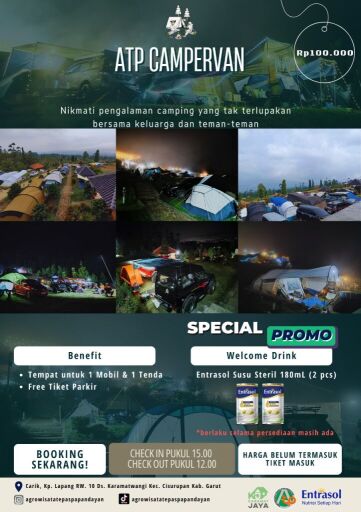 ATP CAMPERVAN
Rp100.000
Nikmati pengalaman camping yang tak terlupakan
bersama keluarga dan teman-teman
SPECIAL PROMO
Benefit
• Tempat untuk 1 Mobil & 1 Tenda
• Free Tiket Parkir
Welcome Drink
Entrasol Susu Steril 180mL (2 pcs)
Entrasol Entrasol
*berlaku selama persediaan masih ada
BOOKING
SEKARANG!
CHECK IN PUKUL 15.00
CHECK OUT PUKUL 12.00
HARGA BELUM TERMASUK
TIKET MASUK
Carik, Kp. Lapang RW. 10 Ds. Karamatwangi Kec. Cisurupan Kab. Garut
agrowisatatepaspapandayan
agrowisatatepaspapandayan
JAYA
Entrasol
Nutrisi Setiap Hari